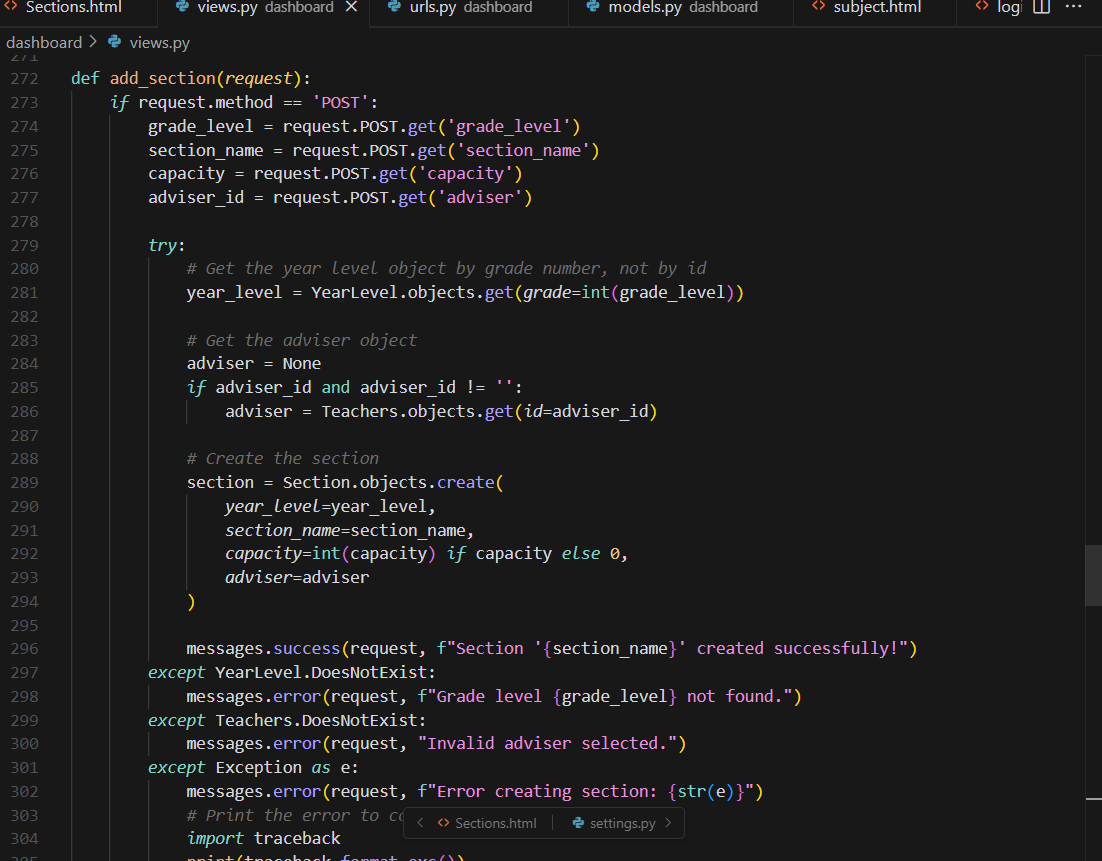 Sections.html views.py dashboard urls.py dashboard models.py dashboard subject.html logi
dashboard > views.py
271
272 def add_section(request):
273 if request.method == 'POST':
274 grade_level = request.POST.get('grade_level')
275 section_name = request.POST.get('section_name')
276 capacity = request.POST.get('capacity')
277 adviser_id = request.POST.get('adviser')
278
279 try:
280 # Get the year level object by grade number, not by id
281 year_level = YearLevel.objects.get(grade=int(grade_level))
282
283 # Get the adviser object
284 adviser = None
285 if adviser_id and adviser_id != '':
286 adviser = Teachers.objects.get(id=adviser_id)
287
288 # Create the section
289 section = Section.objects.create(
290 year_level=year_level,
291 section_name=section_name,
292 capacity=int(capacity) if capacity else 0,
293 adviser=adviser
294 )
295
296 messages.success(request, f"Section '{section_name}' created successfully!")
297 except YearLevel.DoesNotExist:
298 messages.error(request, f"Grade level {grade_level} not found.")
299 except Teachers.DoesNotExist:
300 messages.error(request, "Invalid adviser selected.")
301 except Exception as e:
302 messages.error(request, f"Error creating section: {str(e)}")
303 # Print the error to co
Sections.html settings.py
304 import traceback
305 print(traceback.format_exc())